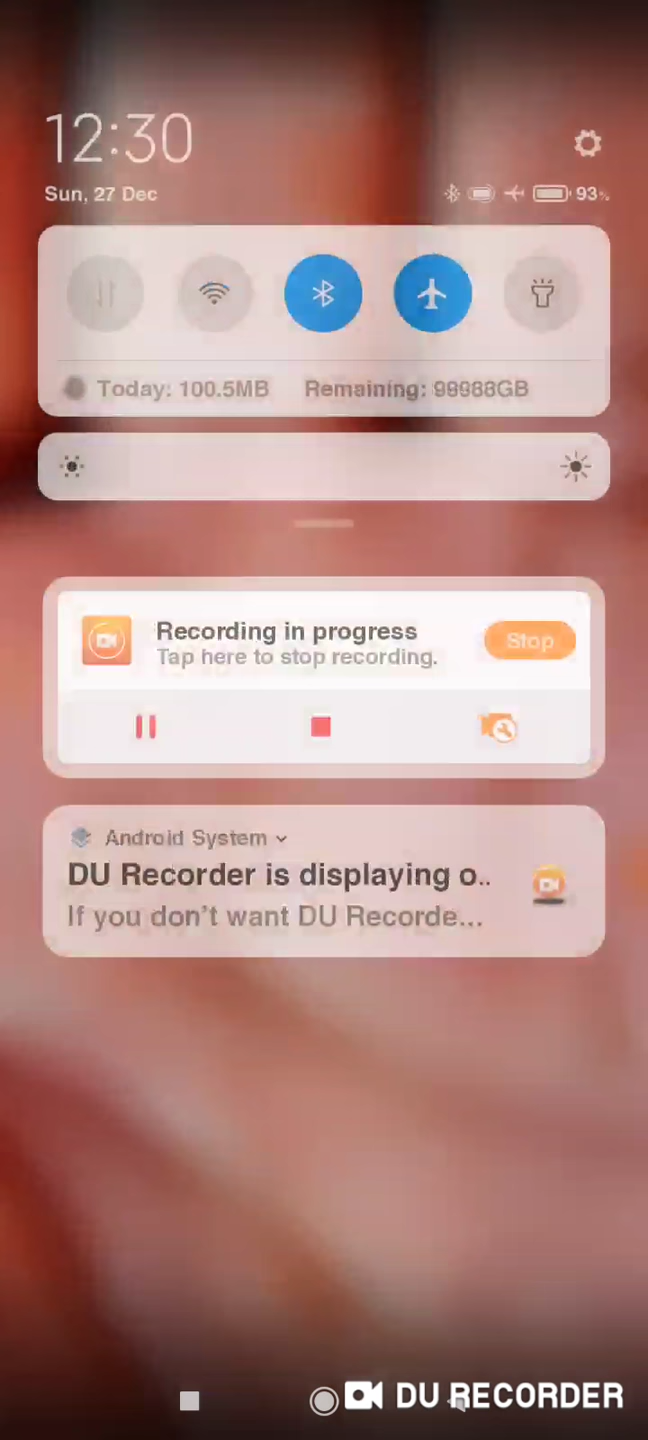 12:30
Sun, 27 Dec
93%
Today: 100.5MB Remaining: 99988GB
Recording in progress
Tap here to stop recording.
Stop
Android System
DU Recorder is displaying o..
If you don't want DU Recorde...
DU RECORDER